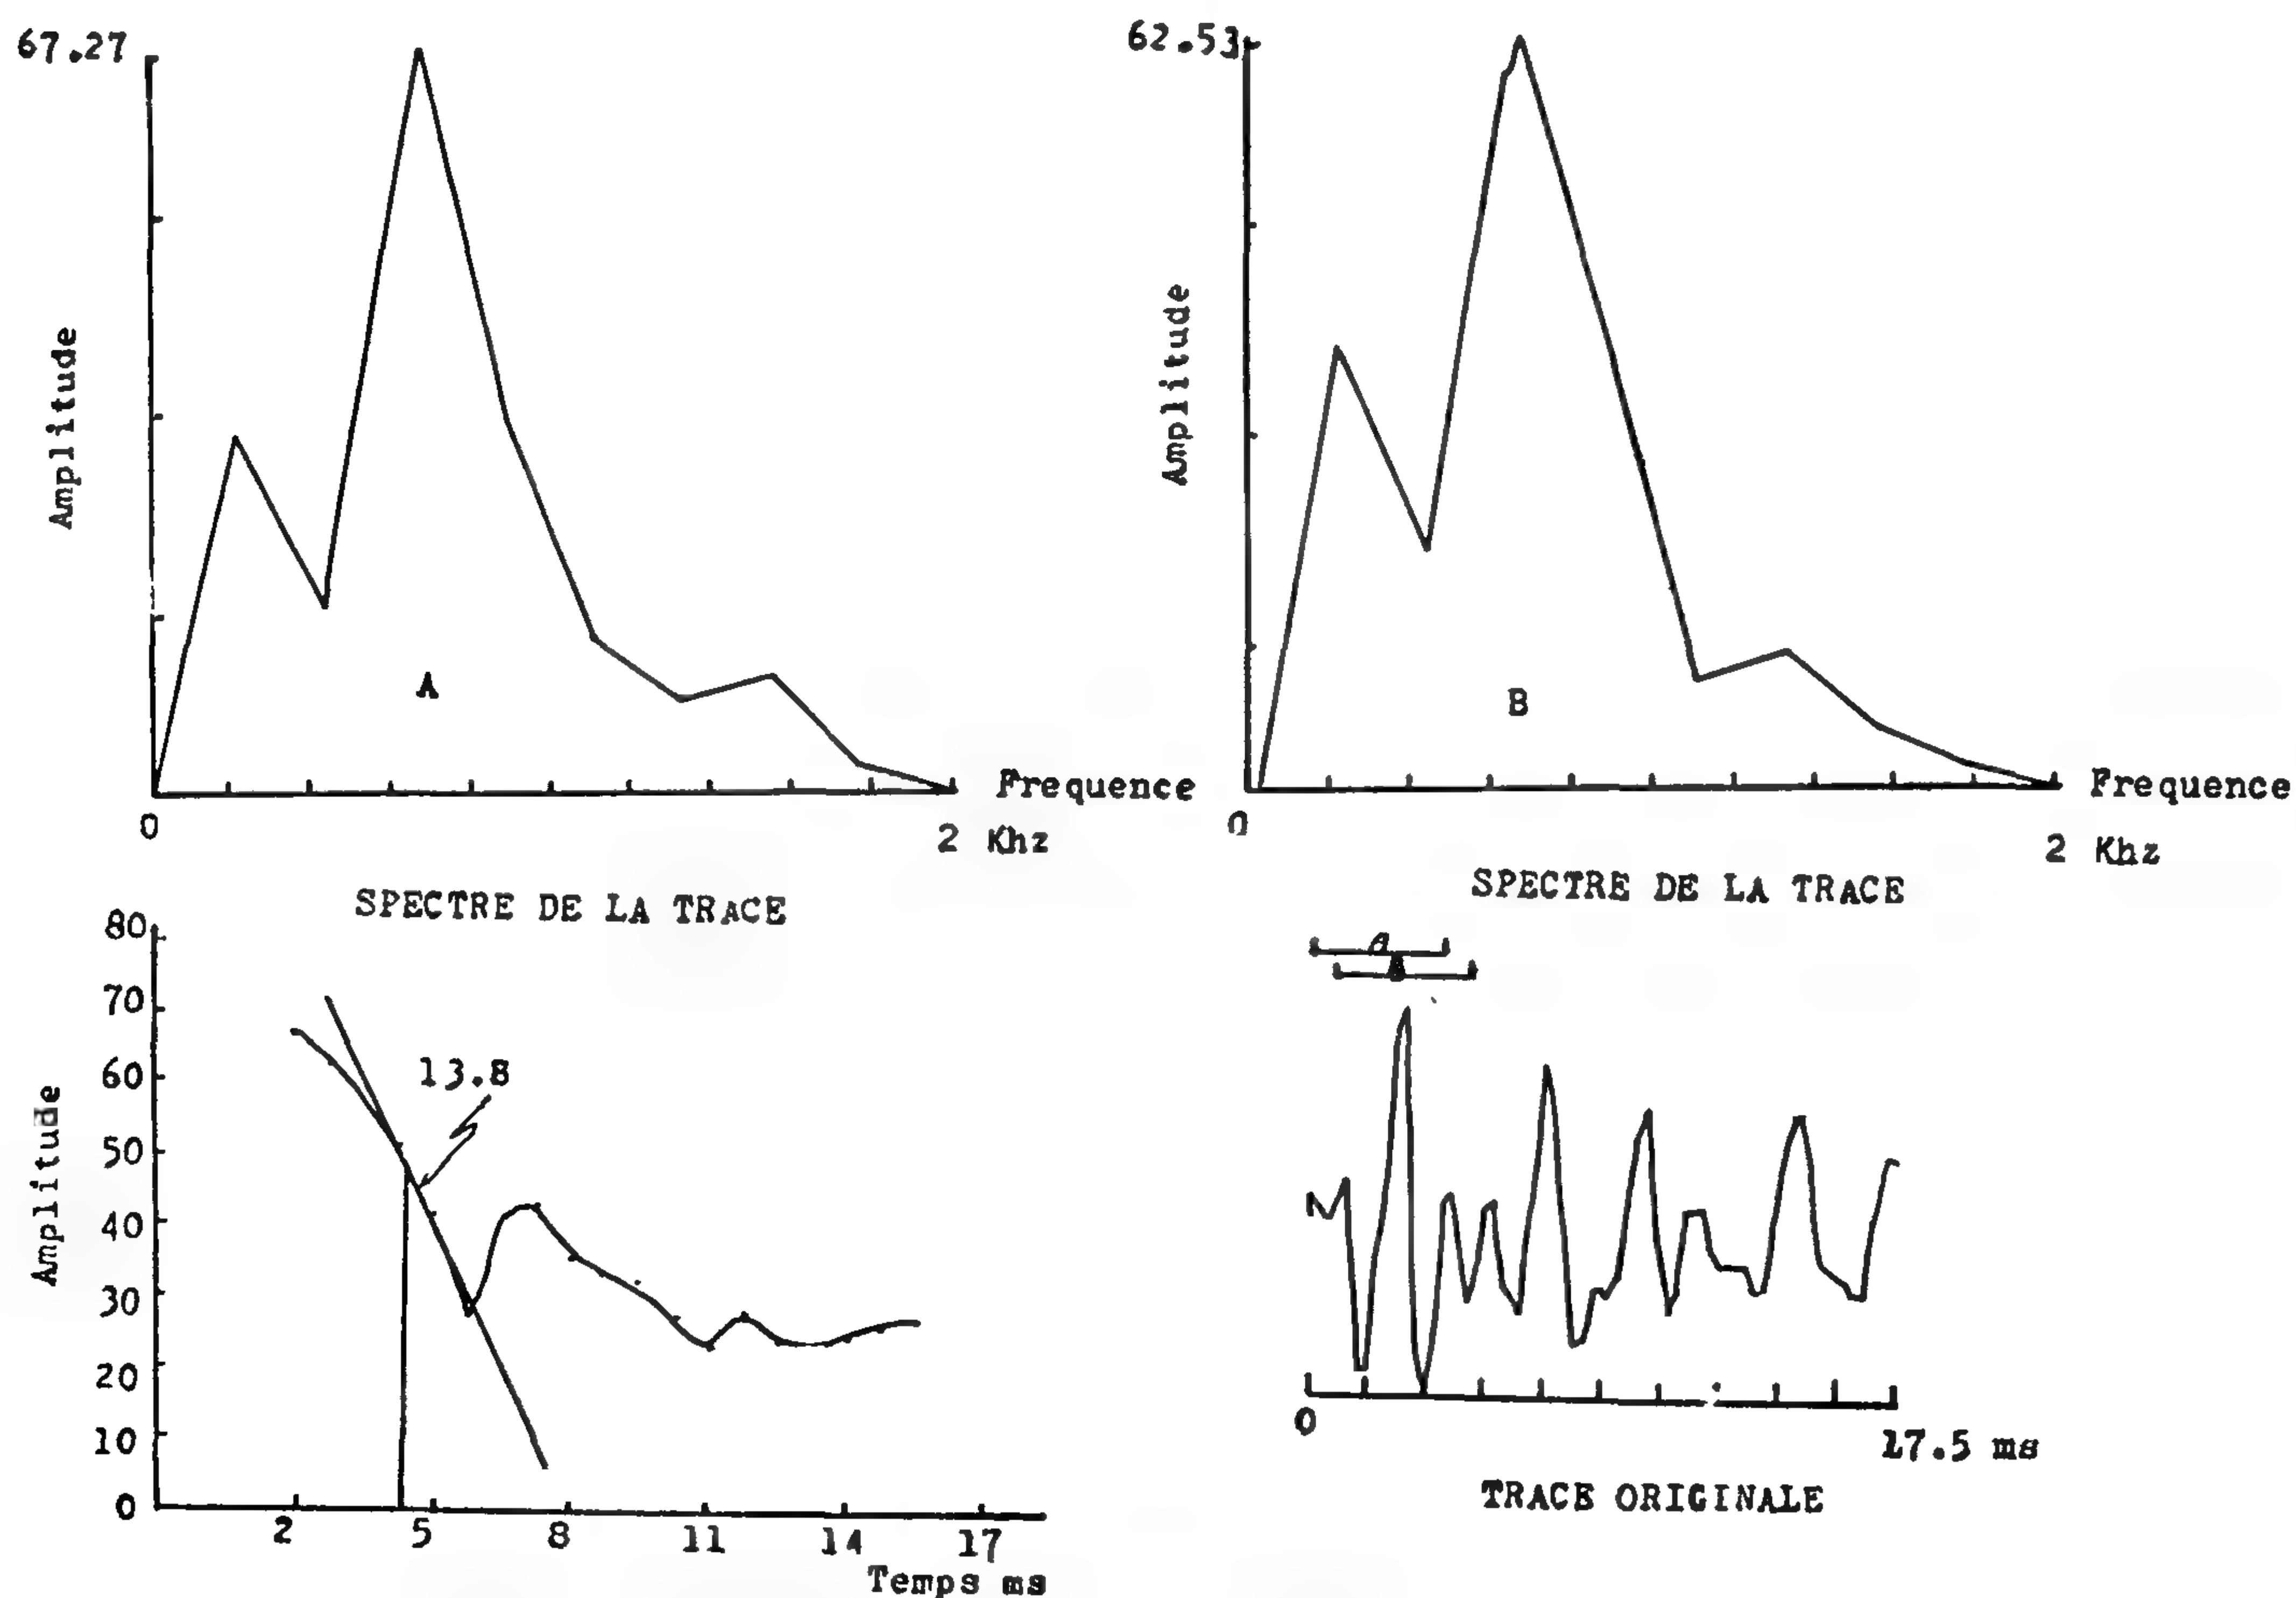 67.27
Amplitude
A
0
Frequence
2 Khz
SPECTRE DE LA TRACE
62.53
Amplitude
B
0
Frequence
2 Khz
SPECTRE DE LA TRACE
80
70
60
50
40
30
20
10
0
Amplitude
13.8
2 5 8 11 14 17
Temps ms
A
0
17.5 ms
TRACE ORIGINALE